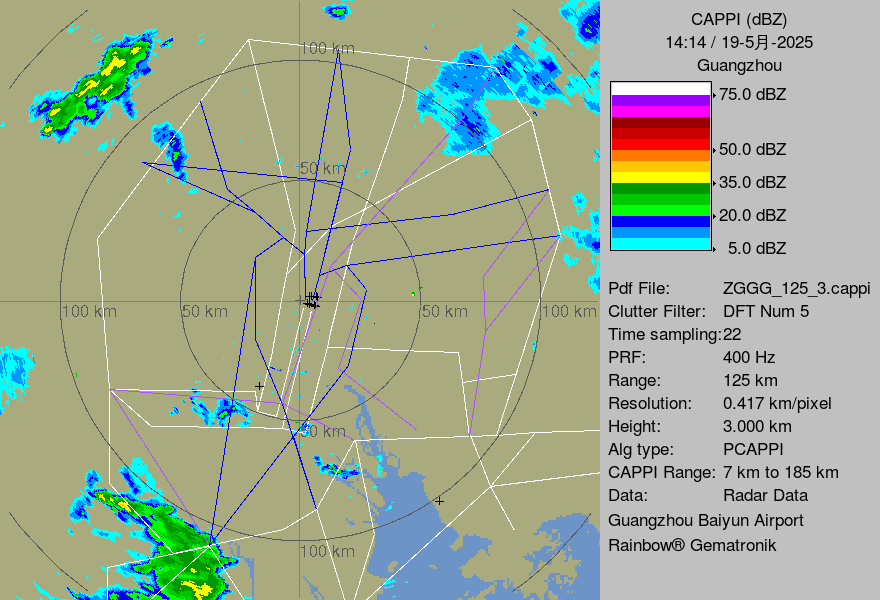 CAPPI (dBZ)
14:14 / 19-5月-2025
Guangzhou
75.0 dBZ
50.0 dBZ
35.0 dBZ
20.0 dBZ
5.0 dBZ
Pdf File: ZGGG_125_3.cappi
Clutter Filter: DFT Num 5
Time sampling:22
PRF: 400 Hz
Range: 125 km
Resolution: 0.417 km/pixel
Height: 3.000 km
Alg type: PCAPPI
CAPPI Range: 7 km to 185 km
Data: Radar Data
Guangzhou Baiyun Airport
Rainbow® Gematronik
100 km
50 km
100 km
50 km
50 km
100 km
50 km
100 km